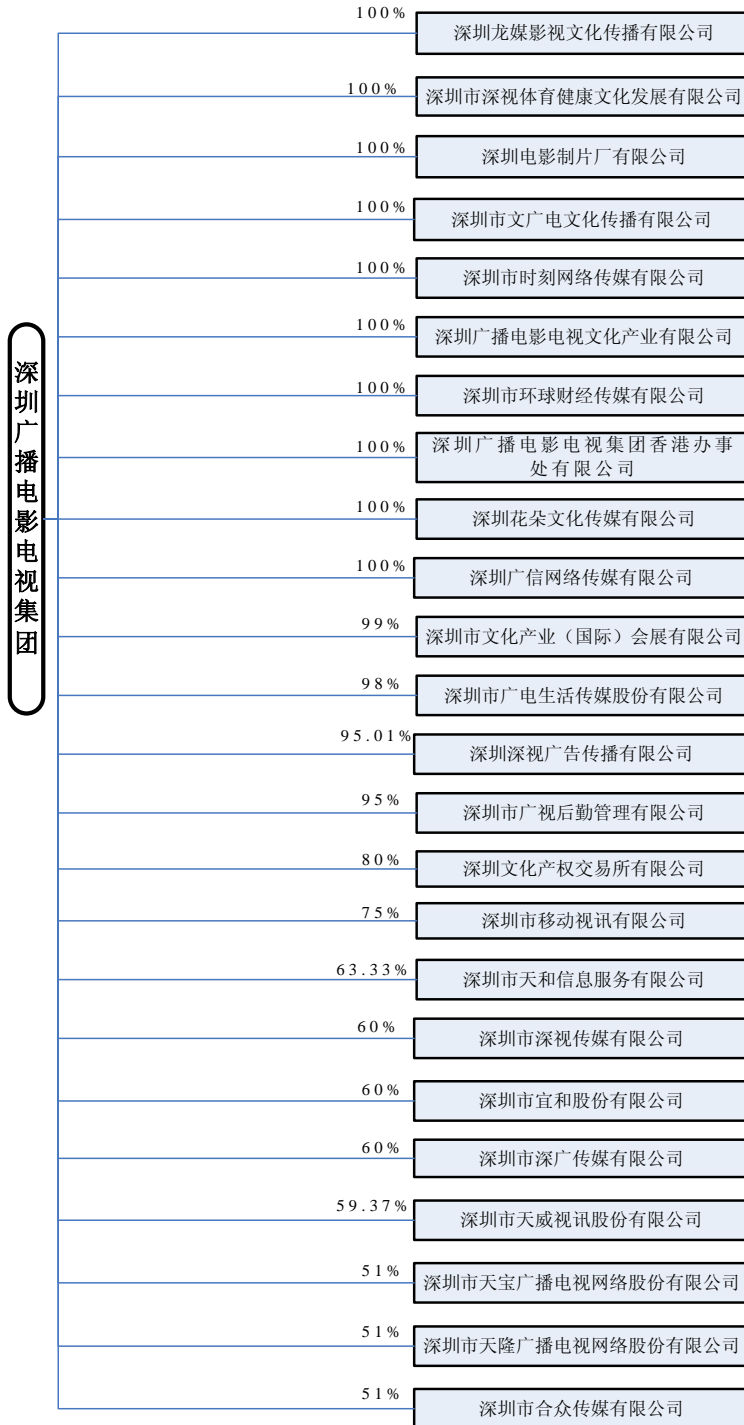 100%
深圳龙媒影视文化传播有限公司
100%
深圳市深视体育健康文化发展有限公司
100%
深圳电影制片厂有限公司
100%
深圳市文广电文化传播有限公司
100%
深圳市时刻网络传媒有限公司
100%
深圳广播电影电视文化产业有限公司
100%
深圳市环球财经传媒有限公司
100%
深圳广播电影电视集团香港办事
处有限公司
深圳广播电影电视集团
100%
深圳花朵文化传媒有限公司
100%
深圳广信网络传媒有限公司
99%
深圳市文化产业（国际）会展有限公司
98%
深圳市广电生活传媒股份有限公司
95.01%
深圳深视广告传播有限公司
95%
深圳市广视后勤管理有限公司
80%
深圳文化产权交易所有限公司
75%
深圳市移动视讯有限公司
63.33%
深圳市天和信息服务有限公司
60%
深圳市深视传媒有限公司
60%
深圳市宜和股份有限公司
60%
深圳市深广传媒有限公司
59.37%
深圳市天威视讯股份有限公司
51%
深圳市天宝广播电视网络股份有限公司
51%
深圳市天隆广播电视网络股份有限公司
51%
深圳市合众传媒有限公司